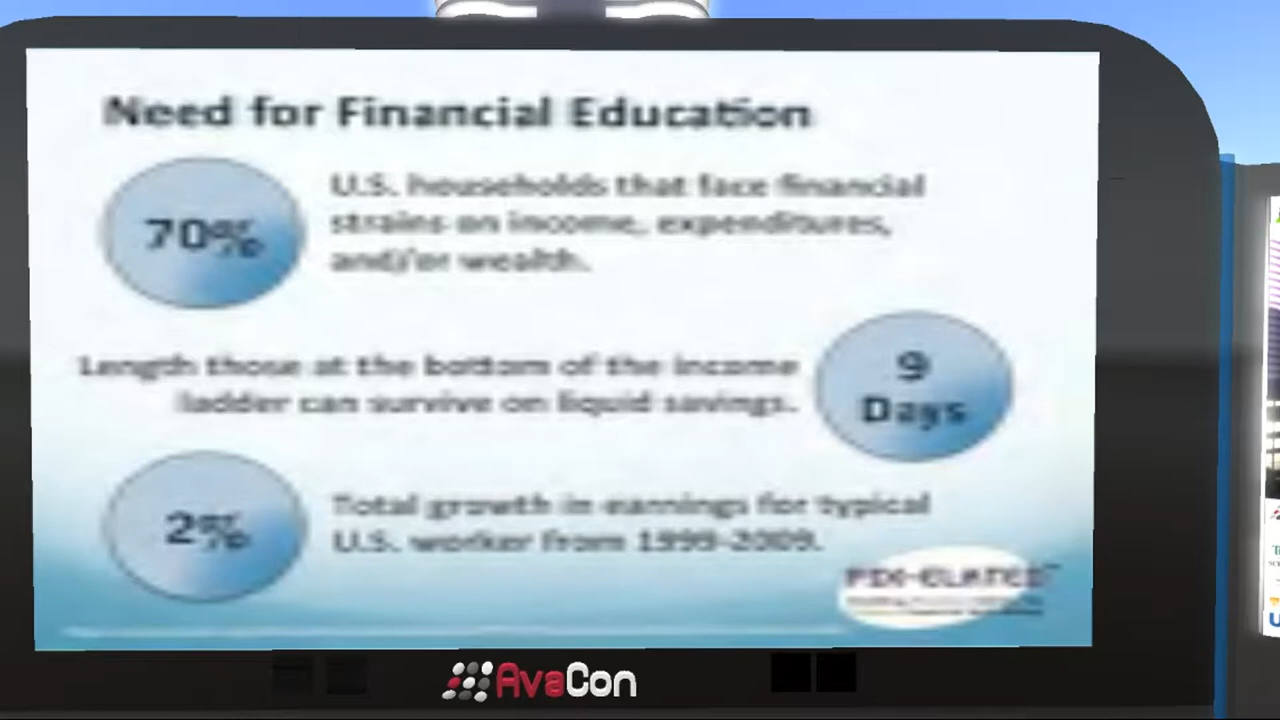 Need for Financial Education
70%
U.S. households that face financial
strains on income, expenditures,
and/or wealth.
Length those at the bottom of the income
ladder can survive on liquid savings.
9
Days
2%
Total growth in earnings for typical
U.S. worker from 1999-2009.
AvaCon